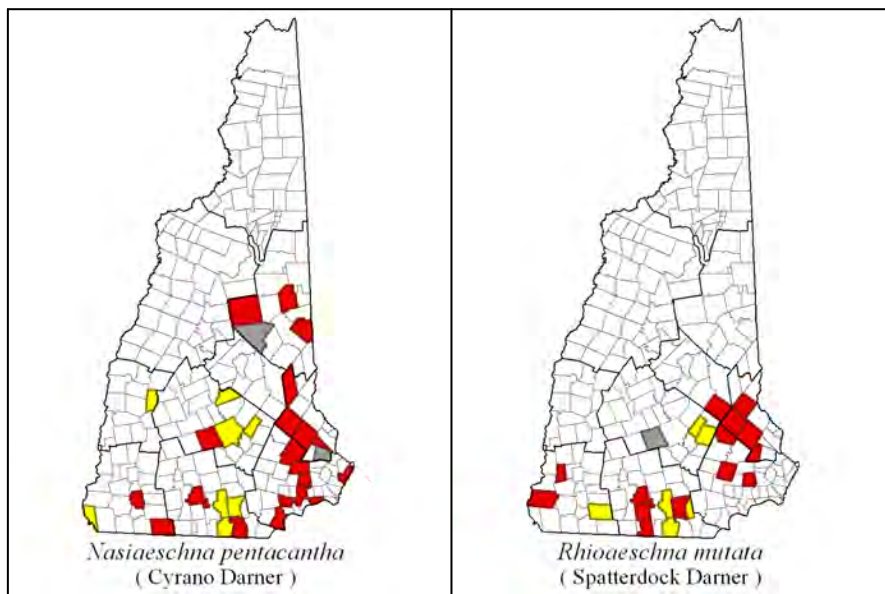 Nasiaeschna pentacantha
( Cyrano Darner )
Rhioaeschna mutata
( Spatterdock Darner )